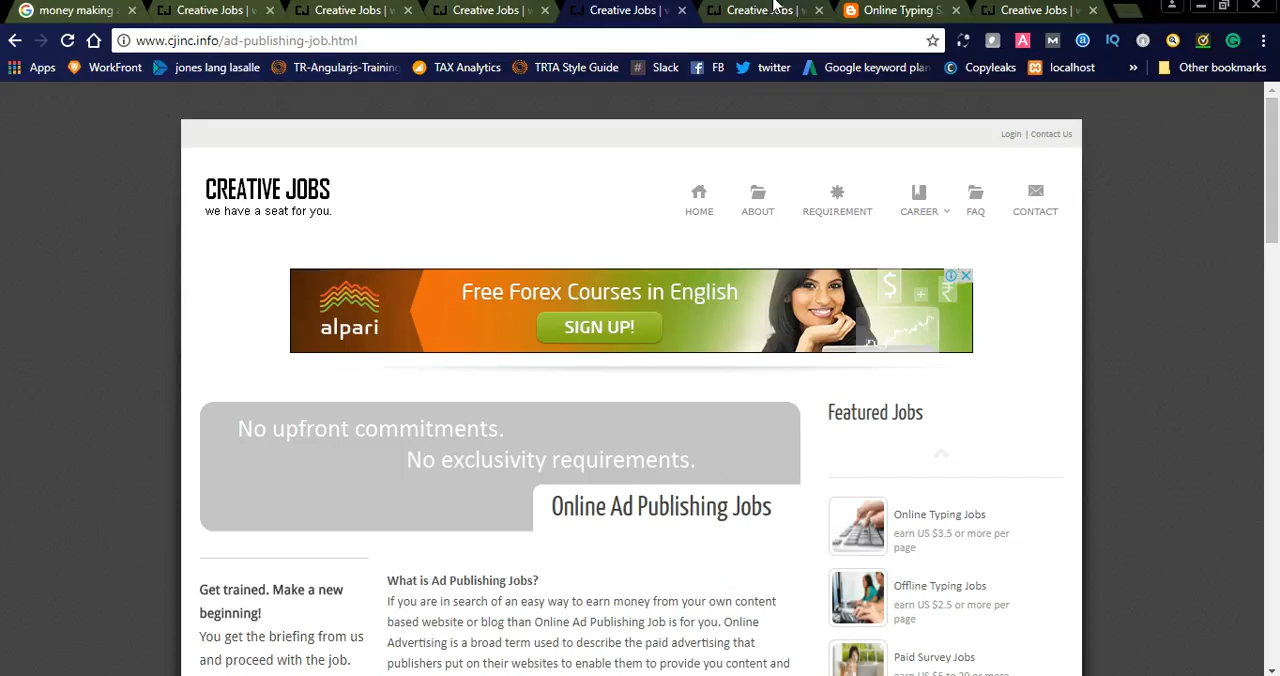 money making
Creative Jobs | w
Creative Jobs | w
Creative Jobs | w
Creative Jobs | w
Creative Jobs | w
Online Typing S
Creative Jobs | w
www.cjinc.info/ad-publishing-job.html
Apps
WorkFront
jones lang lasalle
TR-Angularjs-Training
TAX Analytics
TRTA Style Guide
Slack
FB
twitter
Google keyword plan
Copyleaks
localhost
»
Other bookmarks
Login | Contact Us
CREATIVE JOBS
we have a seat for you.
HOME
ABOUT
REQUIREMENT
CAREER
FAQ
CONTACT
alpari
Free Forex Courses in English
SIGN UP!
No upfront commitments.
No exclusivity requirements.
Online Ad Publishing Jobs
Featured Jobs
Online Typing Jobs
earn US $3.5 or more per
page
Offline Typing Jobs
earn US $2.5 or more per
page
Paid Survey Jobs
earn US $5 to 20 or more per
Get trained. Make a new
beginning!
You get the briefing from us
and proceed with the job.
What is Ad Publishing Jobs?
If you are in search of an easy way to earn money from your own content
based website or blog than Online Ad Publishing Job is for you. Online
Advertising is a broad term used to describe the paid advertising that
publishers put on their websites to enable them to provide you content and